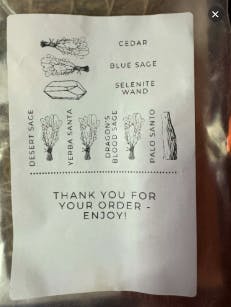 CEDAR
BLUE SAGE
SELENITE
WAND
DESERT SAGE
YERBA SANTA
DRAGON'S
BLOOD SAGE
PALO SANTO
THANK YOU FOR
YOUR ORDER -
ENJOY!